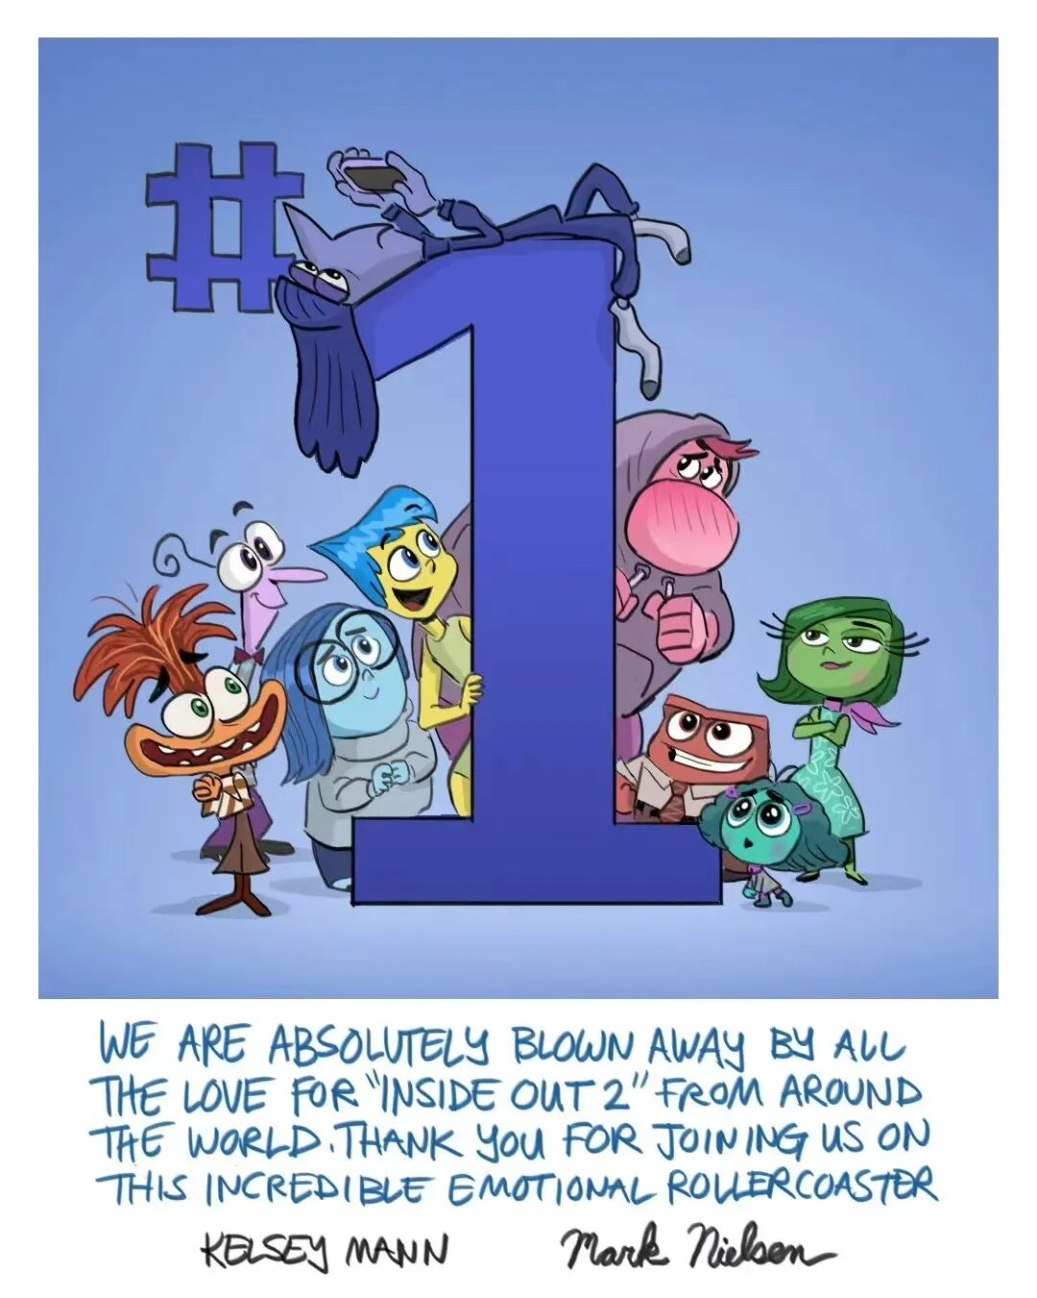 #1
WE ARE ABSOLUTELY BLOWN AWAY BY ALL
THE LOVE FOR "INSIDE OUT 2" FROM AROUND
THE WORLD. THANK YOU FOR JOINING US ON
THIS INCREDIBLE EMOTIONAL ROLLERCOASTER
KELSEY MANN Mark Nielsen